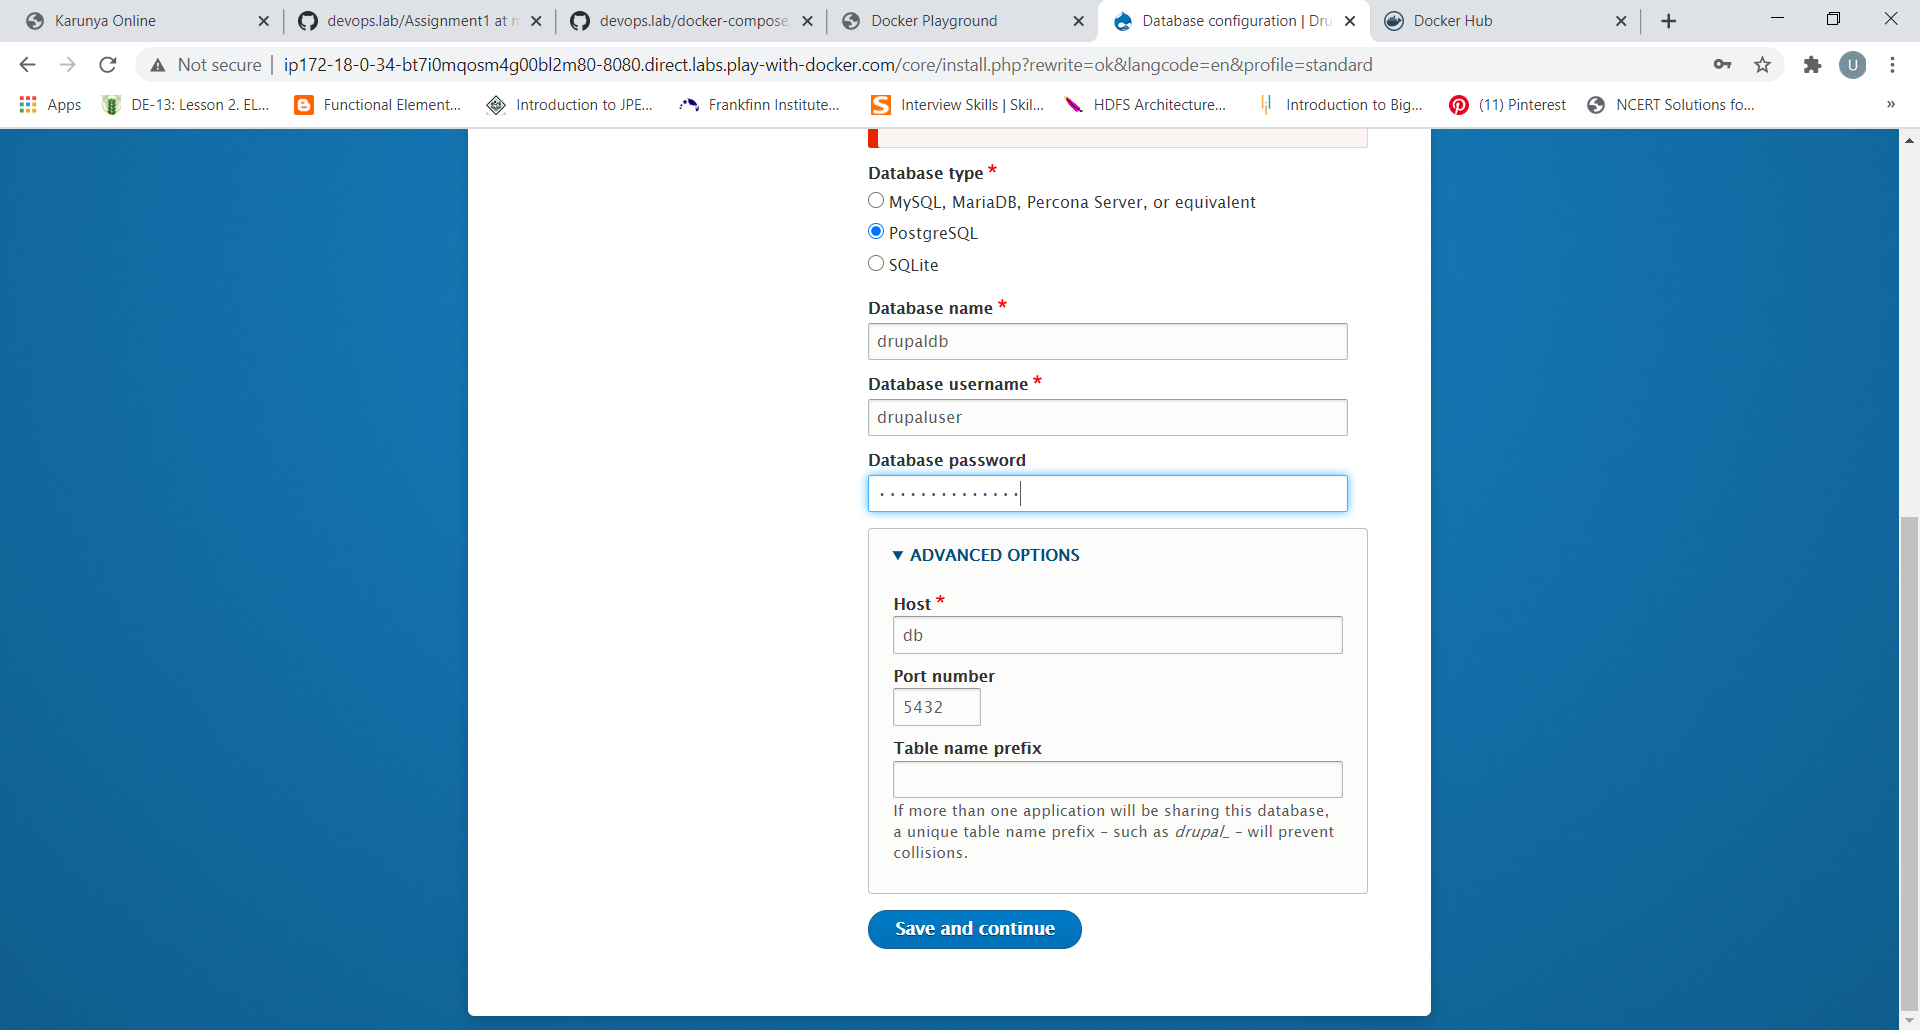 Karunya Online
devops.lab/Assignment1 at m
devops.lab/docker-compose.
Docker Playground
Database configuration | Dru
Docker Hub
Not secure
ip172-18-0-34-bt7i0mqosm4g00bl2m80-8080.direct.labs.play-with-docker.com/core/install.php?rewrite=ok&langcode=en&profile=standard
U
Apps
DE-13: Lesson 2. EL...
Functional Element...
Introduction to JPE...
Frankfinn Institute...
Interview Skills | Skil...
HDFS Architecture...
Introduction to Big...
(11) Pinterest
NCERT Solutions fo...
»
Database type *
MySQL, MariaDB, Percona Server, or equivalent
PostgreSQL
SQLite
Database name *
drupaldb
Database username *
drupaluser
Database password
..............
▼ ADVANCED OPTIONS
Host *
db
Port number
5432
Table name prefix
If more than one application will be sharing this database,
a unique table name prefix – such as drupal_ – will prevent
collisions.
Save and continue